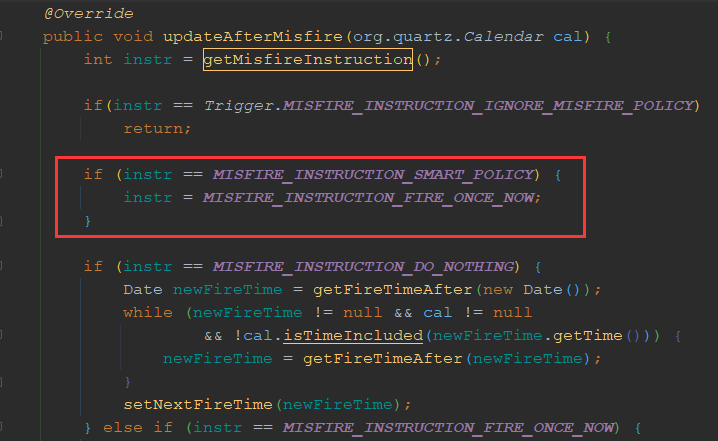 @Override
public void updateAfterMisfire(org.quartz.Calendar cal) {
int instr = getMisfireInstruction();
if(instr == Trigger.MISFIRE_INSTRUCTION_IGNORE_MISFIRE_POLICY)
return;
if (instr == MISFIRE_INSTRUCTION_SMART_POLICY) {
instr = MISFIRE_INSTRUCTION_FIRE_ONCE_NOW;
}
if (instr == MISFIRE_INSTRUCTION_DO_NOTHING) {
Date newFireTime = getFireTimeAfter(new Date());
while (newFireTime != null && cal != null
&& !cal.isTimeIncluded(newFireTime.getTime())) {
newFireTime = getFireTimeAfter(newFireTime);
}
setNextFireTime(newFireTime);
} else if (instr == MISFIRE_INSTRUCTION_FIRE_ONCE_NOW) {